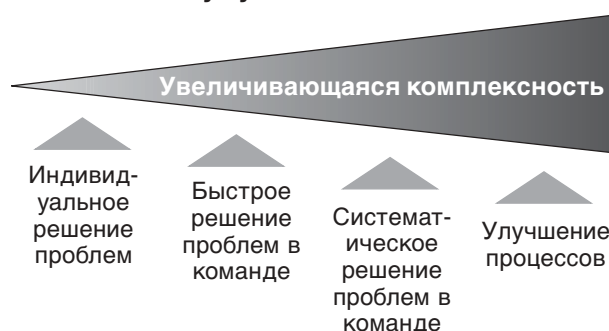 Увеличивающаяся комплексность
Индивид-
уальное
решение
проблем
Быстрое
решение
проблем в
команде
Системат-
ическое
решение
проблем в
команде
Улучшение
процессов